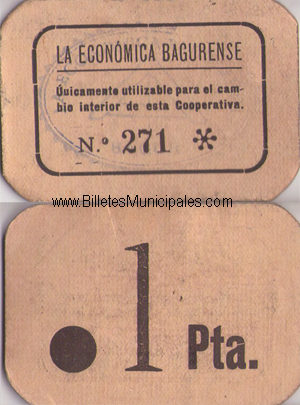 LA ECONÓMICA BAGURENSE
Únicamente utilizable para el cam-
bio interior de esta Cooperativa.
N.º 271 *
www.BilletesMunicipales.com
1 Pta.